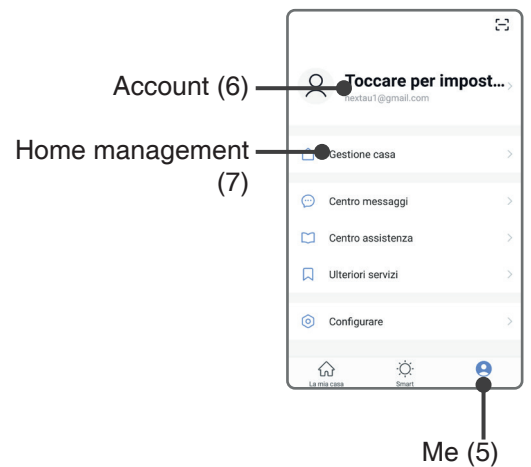 Account (6)
Toccare per impost...
nextau1@gmail.com
Home management
(7)
Gestione casa
Centro messaggi
Centro assistenza
Ulteriori servizi
Configurare
La mia casa
Smart
Me (5)